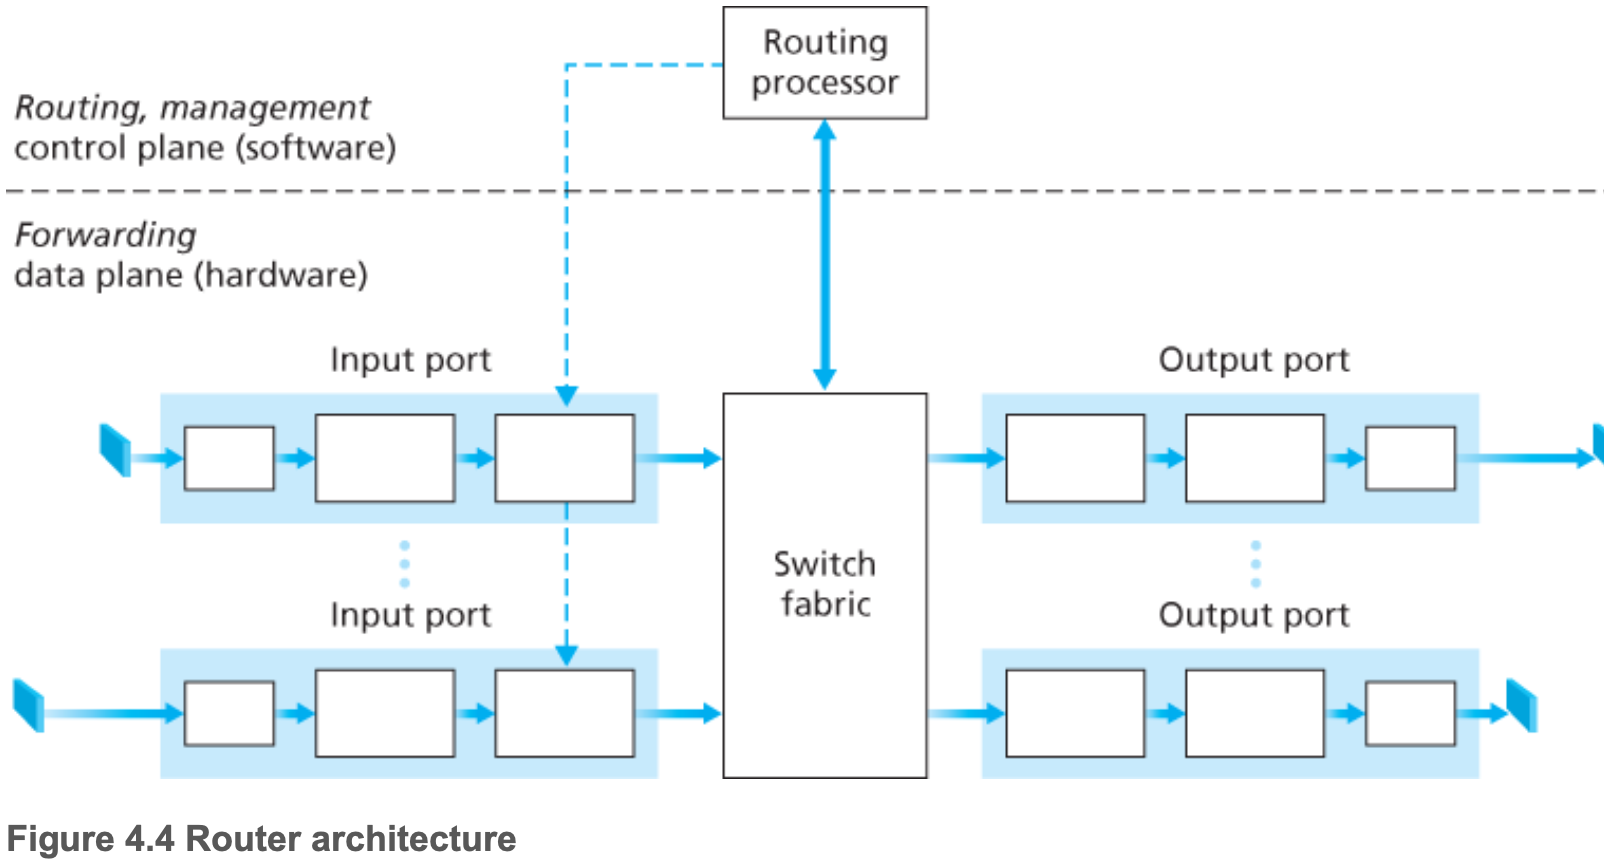 Routing
processor
Routing, management
control plane (software)
Forwarding
data plane (hardware)
Input port
Output port
Switch
fabric
Input port
Output port
Figure 4.4 Router architecture